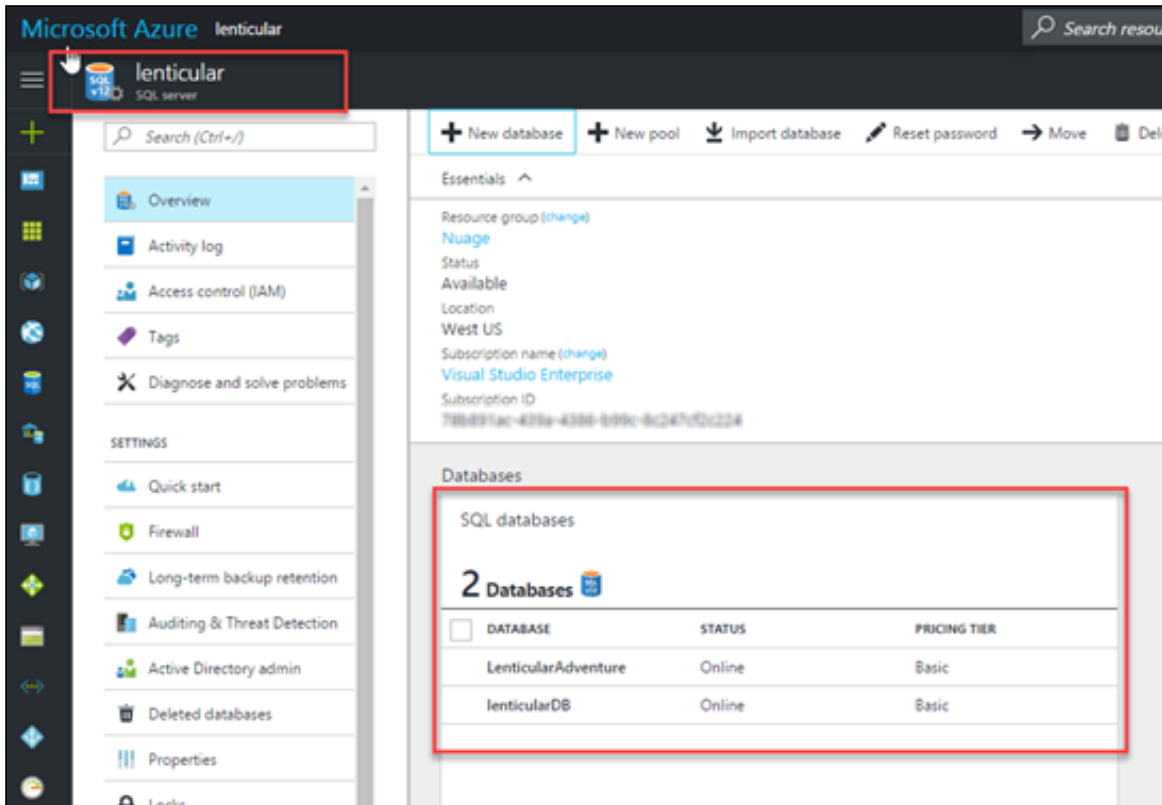 Microsoft Azure lenticular
Search resou
lenticular
SQL server
SQL
v12
Search (Ctrl+/)
Overview
Activity log
Access control (IAM)
Tags
Diagnose and solve problems
SETTINGS
Quick start
Firewall
Long-term backup retention
Auditing & Threat Detection
Active Directory admin
Deleted databases
Properties
Locks
New database New pool Import database Reset password Move Del
Essentials
Resource group (change)
Nuage
Status
Available
Location
West US
Subscription name (change)
Visual Studio Enterprise
Subscription ID
Databases
SQL databases
2 Databases
DATABASE STATUS PRICING TIER
LenticularAdventure Online Basic
lenticularDB Online Basic